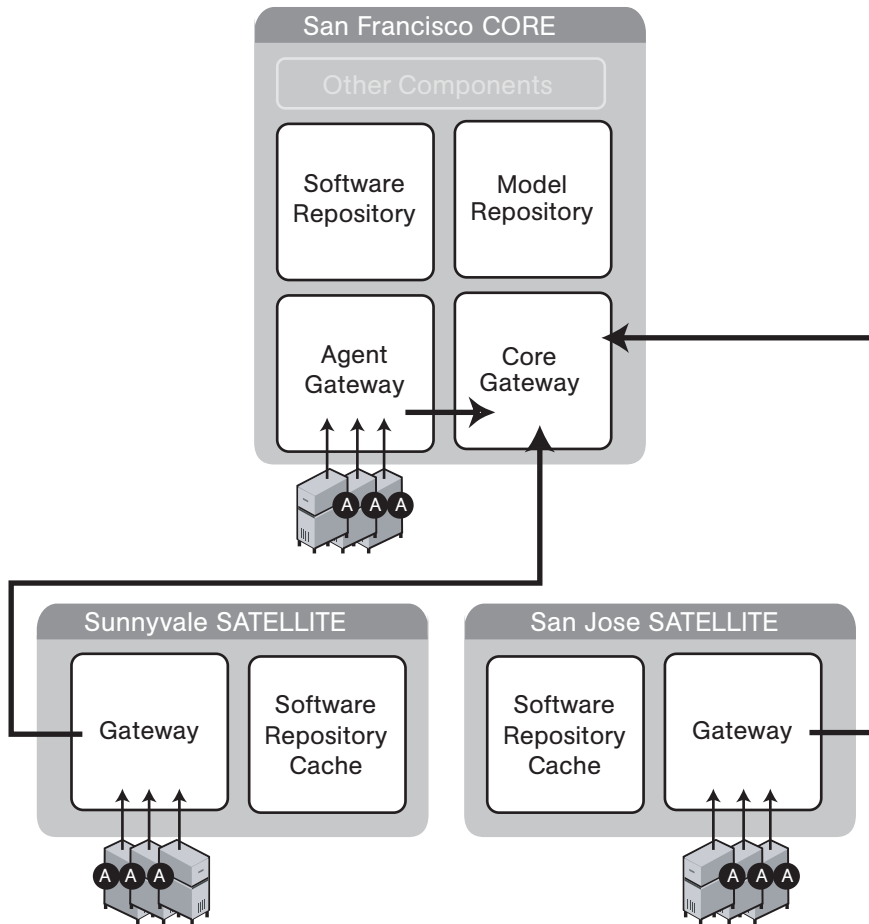 San Francisco CORE
Other Components
Software
Repository
Model
Repository
Agent
Gateway
Core
Gateway
A A A
Sunnyvale SATELLITE
Gateway
Software
Repository
Cache
A A A
San Jose SATELLITE
Software
Repository
Cache
Gateway
A A A